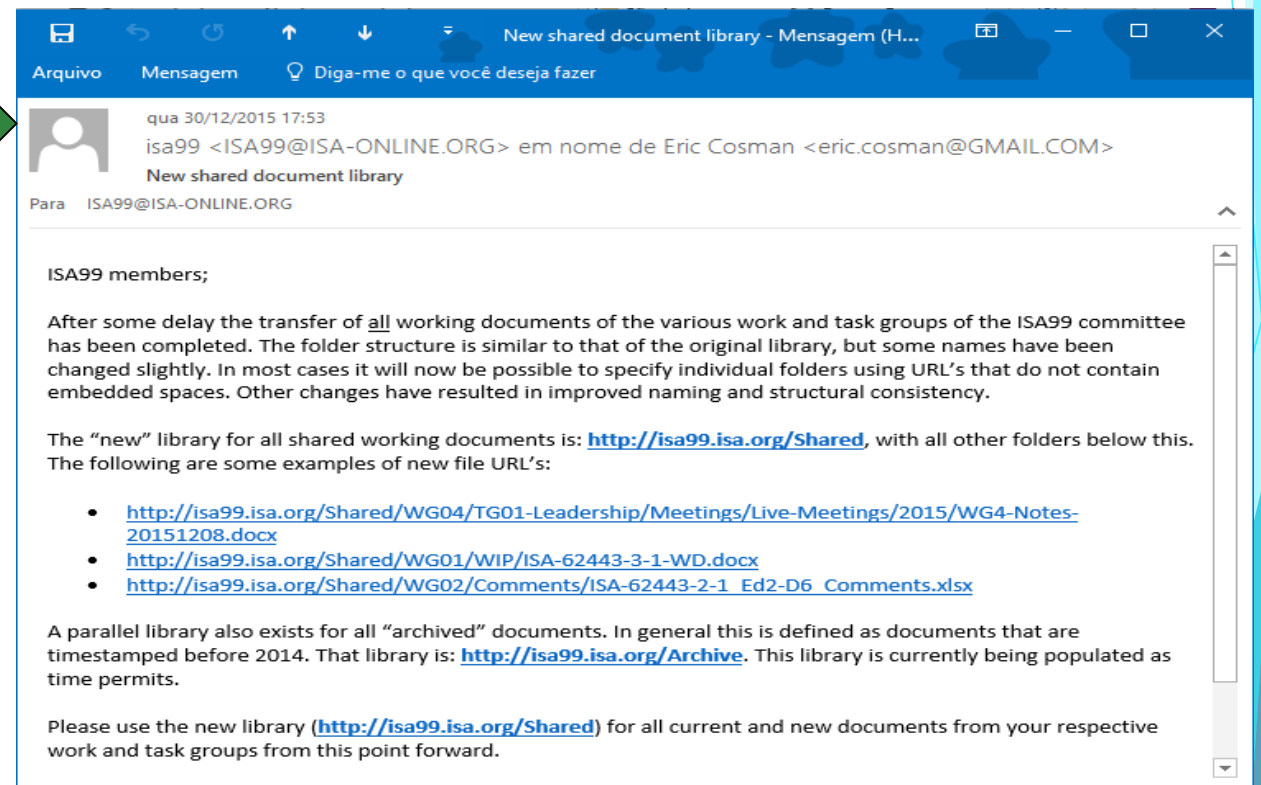 New shared document library - Mensagem (H...
Arquivo Mensagem Diga-me o que você deseja fazer
qua 30/12/2015 17:53
isa99 <ISA99@ISA-ONLINE.ORG> em nome de Eric Cosman <eric.cosman@GMAIL.COM>
New shared document library
Para ISA99@ISA-ONLINE.ORG
ISA99 members;
After some delay the transfer of all working documents of the various work and task groups of the ISA99 committee
has been completed. The folder structure is similar to that of the original library, but some names have been
changed slightly. In most cases it will now be possible to specify individual folders using URL's that do not contain
embedded spaces. Other changes have resulted in improved naming and structural consistency.
The “new” library for all shared working documents is: http://isa99.isa.org/Shared, with all other folders below this.
The following are some examples of new file URL's:
• http://isa99.isa.org/Shared/WG04/TG01-Leadership/Meetings/Live-Meetings/2015/WG4-Notes-
20151208.docx
• http://isa99.isa.org/Shared/WG01/WIP/ISA-62443-3-1-WD.docx
• http://isa99.isa.org/Shared/WG02/Comments/ISA-62443-2-1_Ed2-D6_Comments.xlsx
A parallel library also exists for all “archived” documents. In general this is defined as documents that are
timestamped before 2014. That library is: http://isa99.isa.org/Archive. This library is currently being populated as
time permits.
Please use the new library (http://isa99.isa.org/Shared) for all current and new documents from your respective
work and task groups from this point forward.